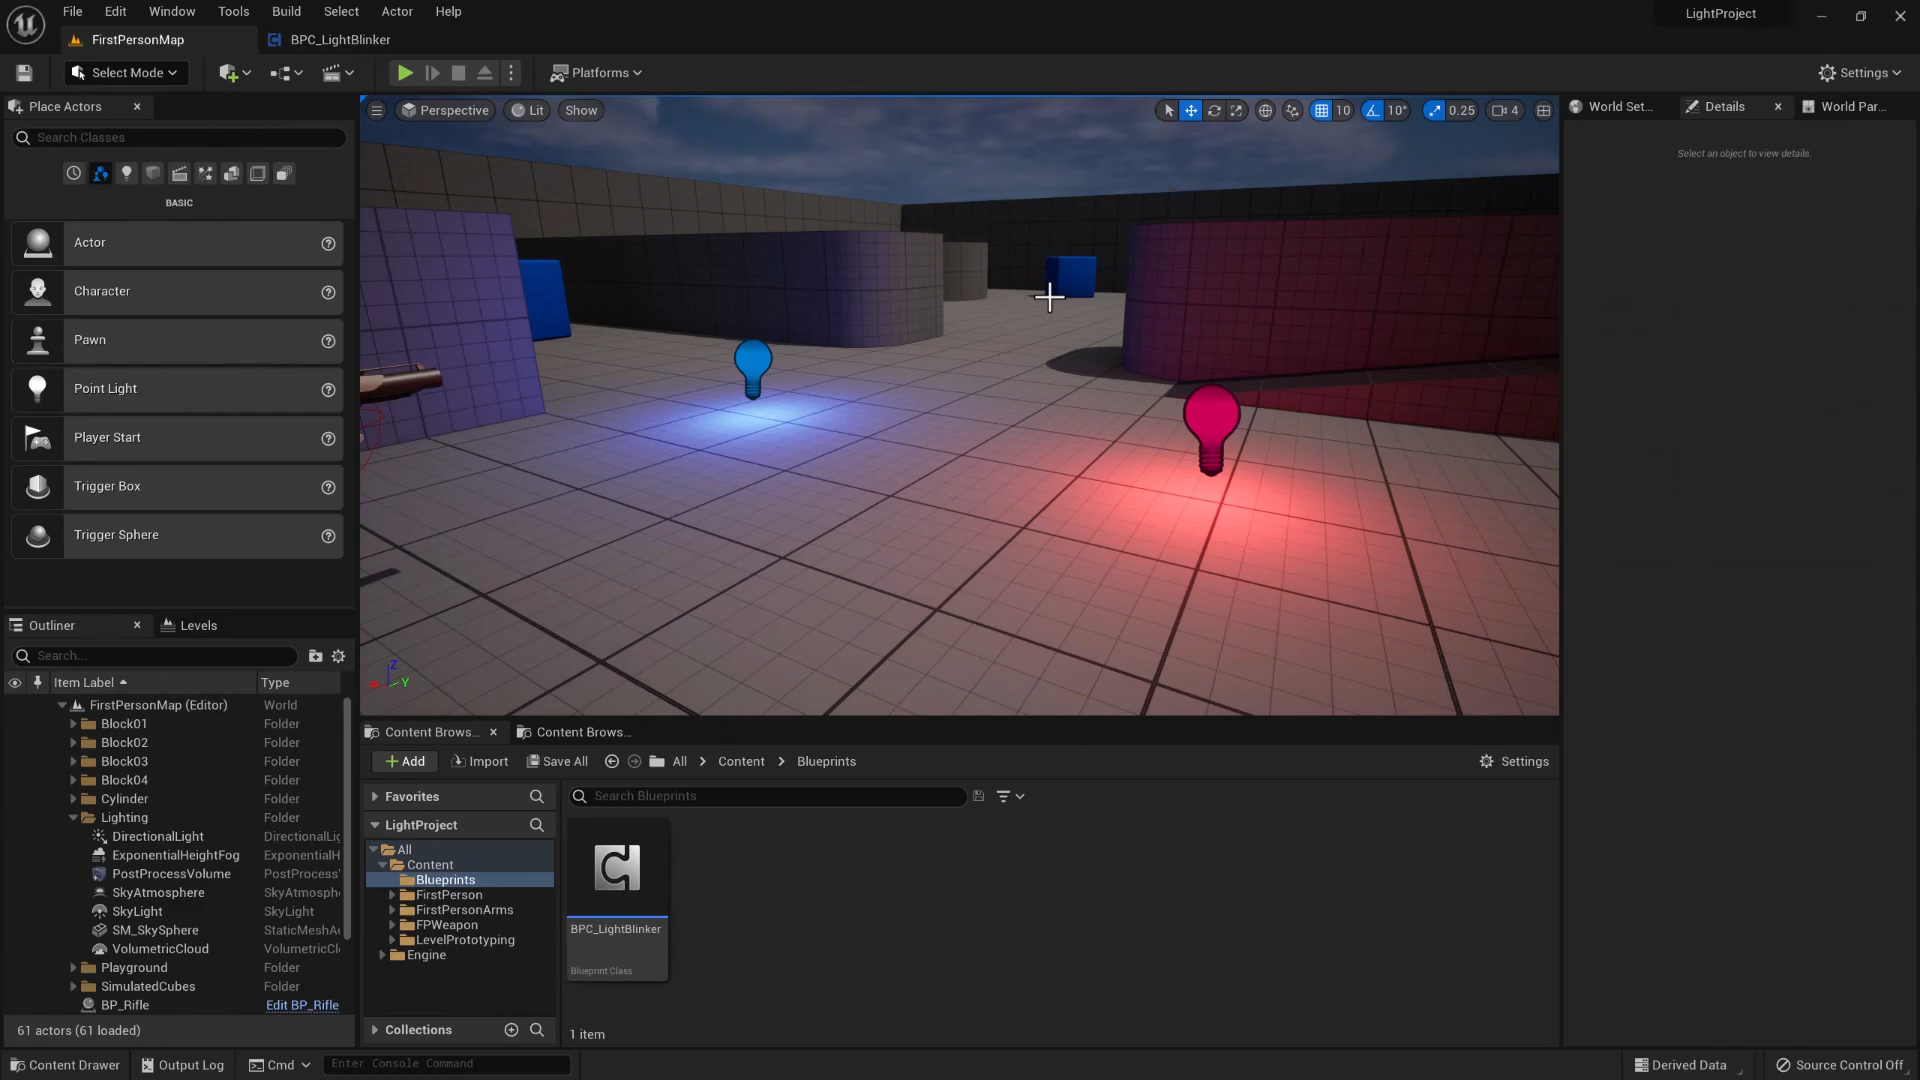 File Edit Window Tools Build Select Actor Help
LightProject
FirstPersonMap
BPC_LightBlinker
Select Mode
Platforms
Settings
Place Actors
Search Classes
BASIC
Actor
Character
Pawn
Point Light
Player Start
Trigger Box
Trigger Sphere
Perspective
Lit
Show
10
10°
0.25
4
Z
Y
World Set...
Details
World Par...
Select an object to view details.
Outliner
Levels
Search...
Item Label
Type
FirstPersonMap (Editor) World
Block01 Folder
Block02 Folder
Block03 Folder
Block04 Folder
Cylinder Folder
Lighting Folder
DirectionalLight DirectionalLig
ExponentialHeightFog ExponentialH
PostProcessVolume PostProcess
SkyAtmosphere SkyAtmosph
SkyLight SkyLight
SM_SkySphere StaticMeshA
VolumetricCloud VolumetricCl
Playground Folder
SimulatedCubes Folder
BP_Rifle Edit BP_Rifle
61 actors (61 loaded)
Content Brows...
Content Brows...
Add
Import
Save All
All
Content
Blueprints
Settings
Favorites
LightProject
All
Content
Blueprints
FirstPerson
FirstPersonArms
FPWeapon
LevelPrototyping
Engine
Collections
Search Blueprints
BPC_LightBlinker
Blueprint Class
1 item
Content Drawer
Output Log
Cmd
Enter Console Command
Derived Data
Source Control Off